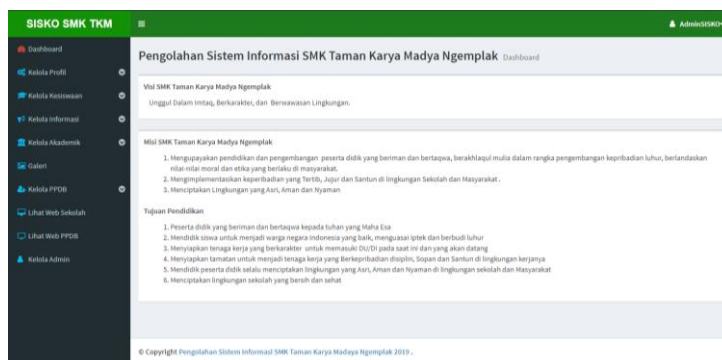 SISKO SMK TKM
AdminSISKO
Dashboard
Kelola Profil
Kelola Kesiswaan
Kelola Informasi
Kelola Akademik
Galeri
Kelola PPDB
Lihat Web Sekolah
Lihat Web PPDB
Kelola Admin
Pengolahan Sistem Informasi SMK Taman Karya Madya Ngemplak Dashboard
Visi SMK Taman Karya Madya Ngemplak
Unggul Dalam Imtaq, Berkarakter, dan Berwawasan Lingkungan.
Misi SMK Taman Karya Madya Ngemplak
1. Mengupayakan pendidikan dan pengembangan peserta didik yang beriman dan bertaqwa, berakhlaqul mulia dalam rangka pengembangan kepribadian luhur, berlandaskan
nilai-nilai moral dan etika yang berlaku di masyarakat.
2. Mengimplementasikan keperibadian yang Tertib, Jujur dan Santun di lingkungan Sekolah dan Masyarakat.
3. Menciptakan Lingkungan yang Asri, Aman dan Nyaman
Tujuan Pendidikan
1. Peserta didik yang beriman dan bertaqwa kepada tuhan yang Maha Esa
2. Mendidik siswa untuk menjadi warga negara indonesia yang baik, menguasai iptek dan berbudi luhur
3. Menyiapkan tenaga kerja yang berkarakter untuk memasuki DU/DI pada saat ini dan yang akan datang
4. Menyiapkan tamatan untuk menjadi tenaga kerja yang Berkepribadian disiplin, Sopan dan Santun di lingkungan kerjanya
5. Mendidik peserta didik selalu menciptakan lingkungan yang Asri, Aman dan Nyaman di lingkungan sekolah dan Masyarakat
6. Menciptakan lingkungan sekolah yang bersih dan sehat
© Copyright Pengolahan Sistem Informasi SMK Taman Karya Madaya Ngemplak 2019 .